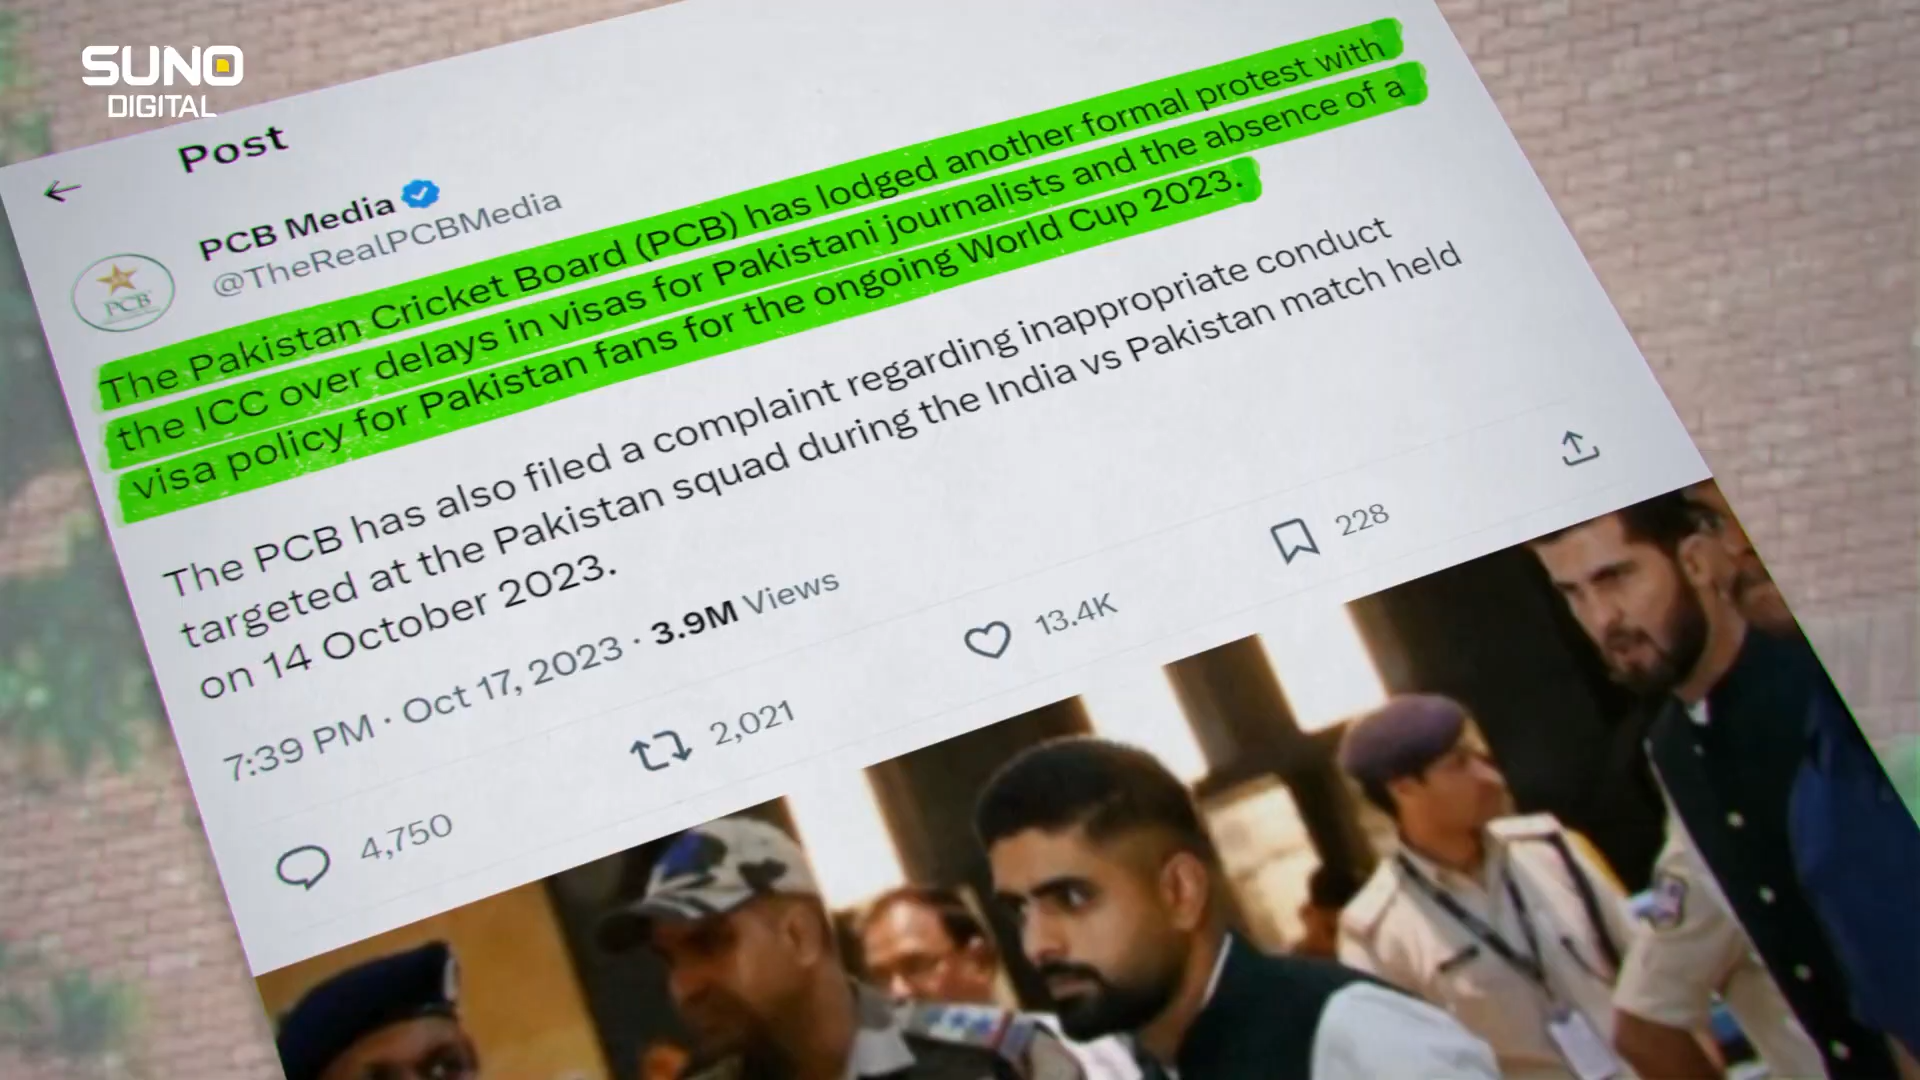 SUNO
DIGITAL
Post
PCB Media
@TheRealPCBMedia
PCB
The Pakistan Cricket Board (PCB) has lodged another formal protest with
the ICC over delays in visas for Pakistani journalists and the absence of a
visa policy for Pakistan fans for the ongoing World Cup 2023.
The PCB has also filed a complaint regarding inappropriate conduct
targeted at the Pakistan squad during the India vs Pakistan match held
on 14 October 2023.
7:39 PM · Oct 17, 2023 · 3.9M Views
4,750
2,021
13.4K
228